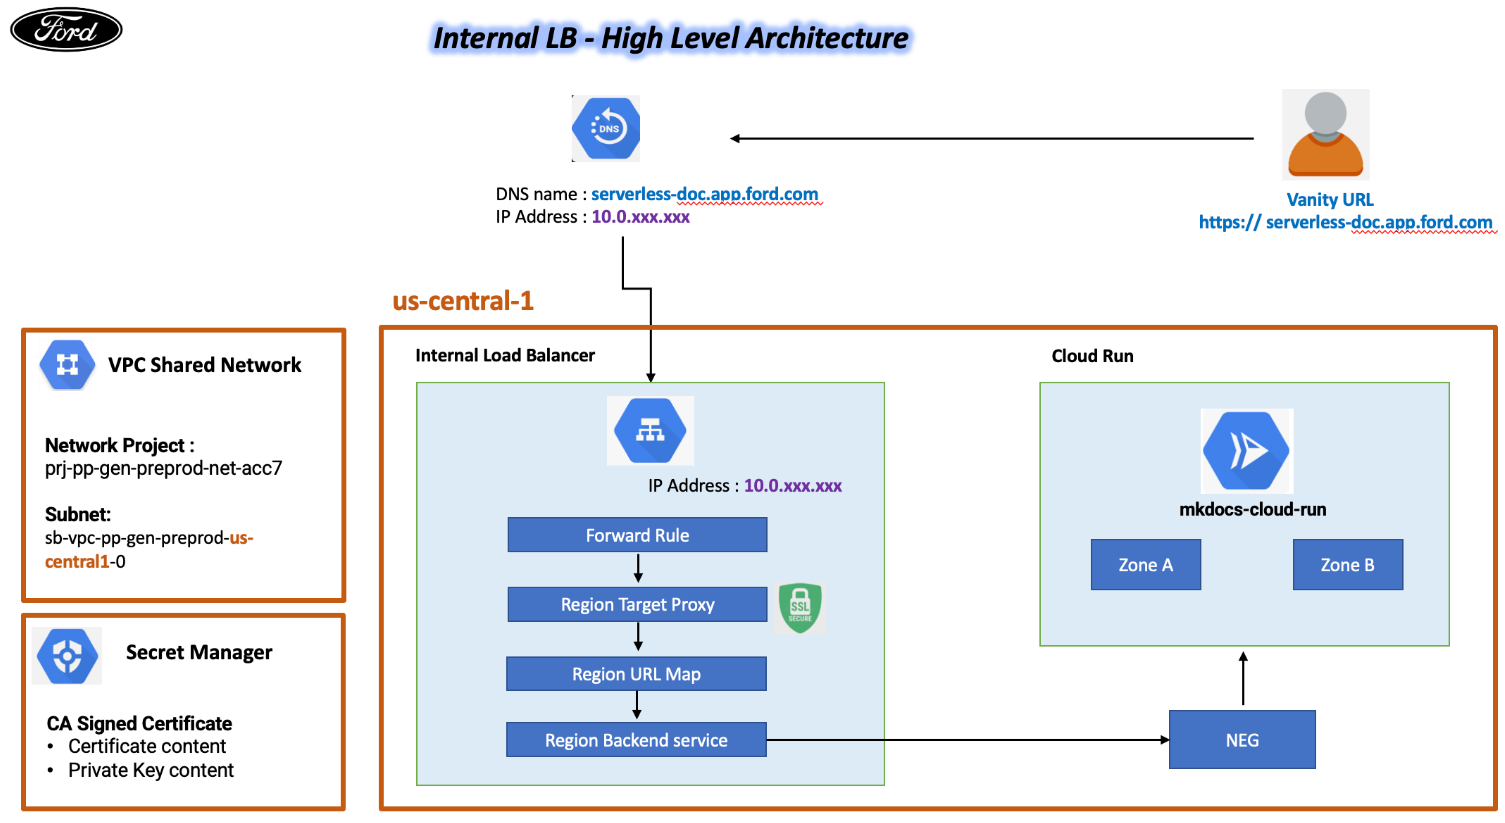 Ford
Internal LB - High Level Architecture
DNS
DNS name : serverless-doc.app.ford.com
IP Address : 10.0.xxx.xxx
Vanity URL
https:// serverless-doc.app.ford.com
us-central-1
VPC Shared Network
Network Project :
prj-pp-gen-preprod-net-acc7
Subnet:
sb-vpc-pp-gen-preprod-us-
central1-0
Secret Manager
CA Signed Certificate
• Certificate content
• Private Key content
Internal Load Balancer
IP Address : 10.0.xxx.xxx
Forward Rule
Region Target Proxy
SSL
SECURE
Region URL Map
Region Backend service
Cloud Run
mkdocs-cloud-run
Zone A
Zone B
NEG